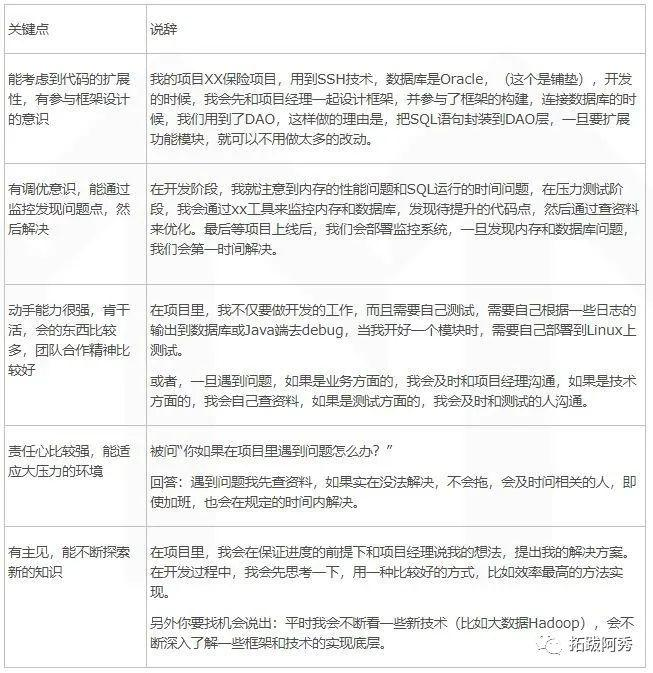 关键点
说辞
能考虑到代码的扩展
性，有参与框架设计
的意识
我的项目XX保险项目，用到SSH技术，数据库是Oracle，（这个是铺垫），开发
的时候，我会先和项目经理一起设计框架，并参与了框架的构建，连接数据库的时
候，我们用到了DAO，这样做的理由是，把SQL语句封装到DAO层，一旦要扩展
功能模块，就可以不用做太多的改动。
有调优意识，能通过
监控发现问题点，然
后解决
在开发阶段，我就注意到内存的性能问题和SQL运行的时间问题，在压力测试阶
段，我会通过xx工具来监控内存和数据库，发现待提升的代码点，然后通过查资料
来优化。最后等项目上线后，我们会部署监控系统，一旦发现内存和数据库问题，
我们会第一时间解决。
动手能力很强，肯干
活，会的东西比较
多，团队合作精神比
较好
在项目里，我不仅要做开发的工作，而且需要自己测试，需要自己根据一些日志的
输出到数据库或Java端去debug，当我开好一个模块时，需要自己部署到Linux上
测试。
或者，一旦遇到问题，如果是业务方面的，我会及时和项目经理沟通，如果是技术
方面的，我会自己查资料，如果是测试方面的，我会及时和测试的人沟通。
责任心比较强，能适
应大压力的环境
被问“你如果在项目里遇到问题怎么办？”
回答：遇到问题我先查资料，如果实在没法解决，不会拖，会及时问相关的人，即
使加班，也会在规定的时间内解决。
有主见，能不断探索
新的知识
在项目里，我会在保证进度的前提下和项目经理说我的想法，提出我的解决方案。
在开发过程中，我会先思考一下，用一种比较好的方式，比如效率最高的方法实
现。
另外你要找机会说出：平时我会不断看一些新技术（比如大数据Hadoop），会不
断深入了解一些框架和技术的实现底层。
拓跋阿秀